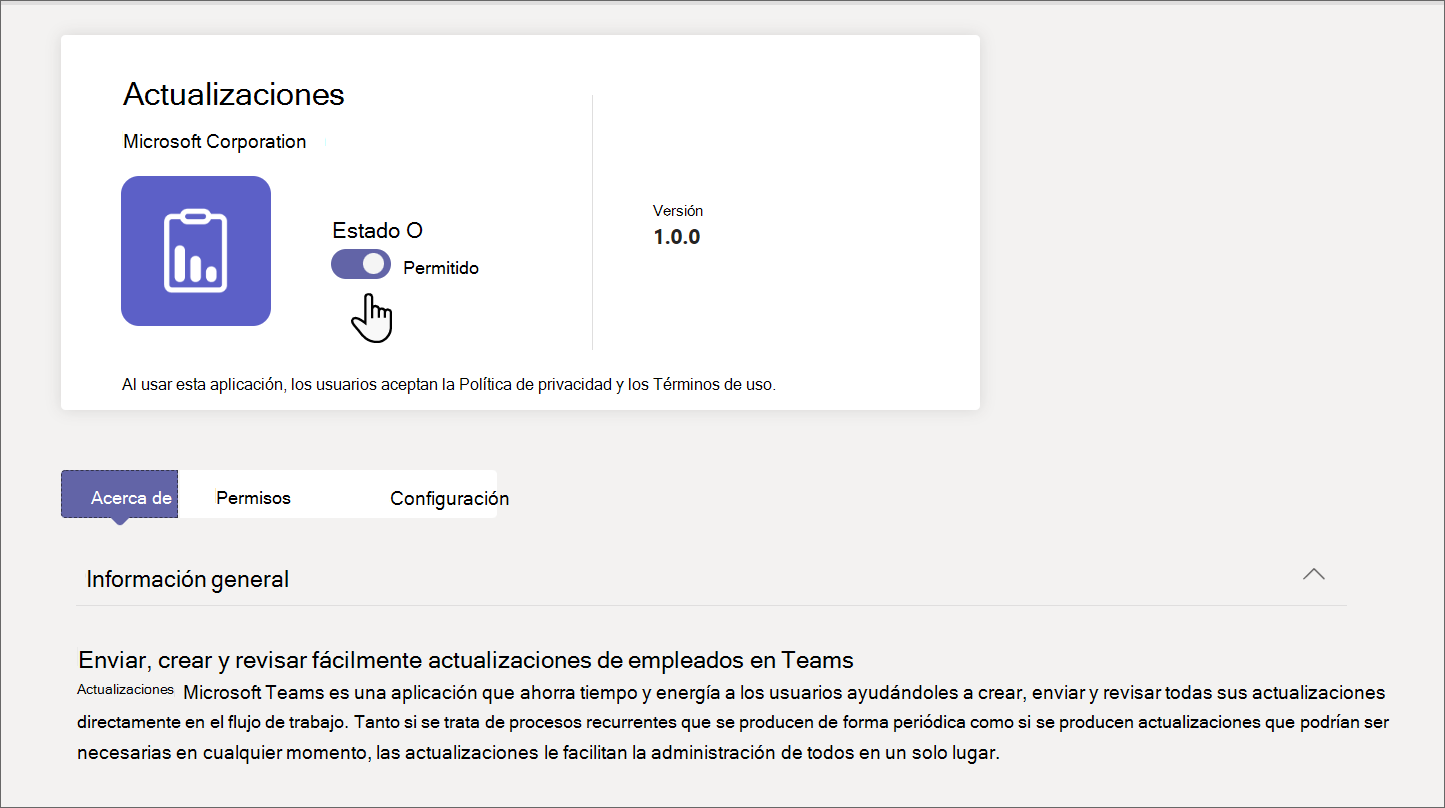 Actualizaciones
Microsoft Corporation
Estado O
Permitido
Versión
1.0.0
Al usar esta aplicación, los usuarios aceptan la Política de privacidad y los Términos de uso.
Acerca de Permisos Configuración
Información general
Enviar, crear y revisar fácilmente actualizaciones de empleados en Teams
Actualizaciones Microsoft Teams es una aplicación que ahorra tiempo y energía a los usuarios ayudándoles a crear, enviar y revisar todas sus actualizaciones
directamente en el flujo de trabajo. Tanto si se trata de procesos recurrentes que se producen de forma periódica como si se producen actualizaciones que podrían ser
necesarias en cualquier momento, las actualizaciones le facilitan la administración de todos en un solo lugar.